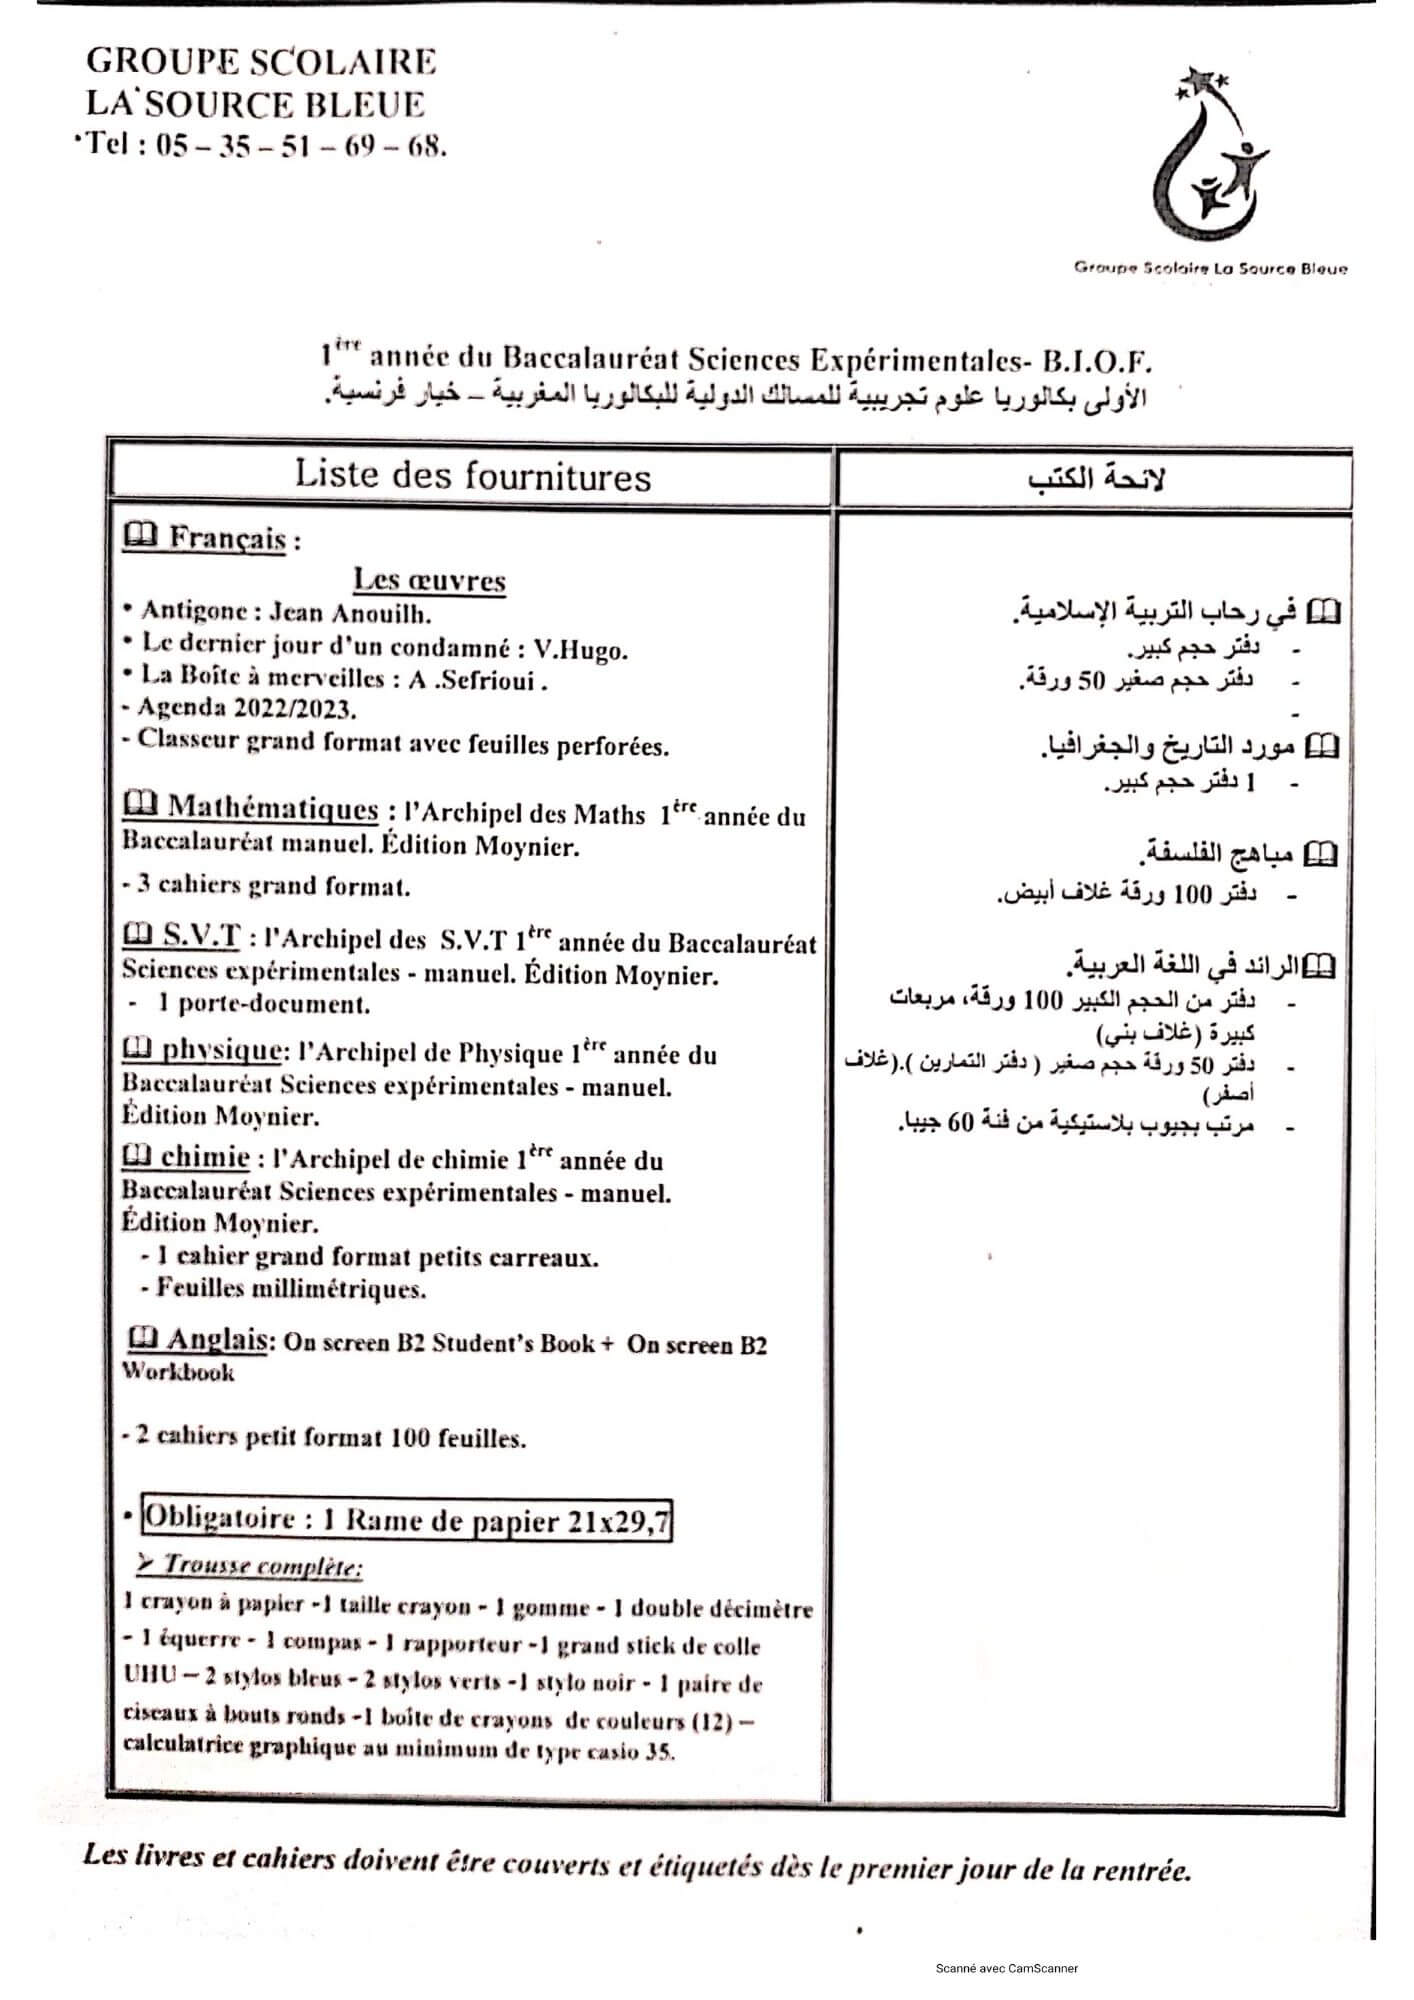 GROUPE SCOLAIRE
LA SOURCE BLEUE
Tel : 05 – 35 – 51 – 69 – 68.
Groupe Scolaire La Source Bleue
1ère année du Baccalauréat Sciences Expérimentales- B.I.O.F.
الأولى بكالوريا علوم تجريبية للمسالك الدولية للبكالوريا المغربية – خيار فرنسية.
Liste des fournitures
Français :
Les œuvres
• Antigone : Jean Anouilh.
• Le dernier jour d'un condamné : V.Hugo.
• La Boîte à merveilles : A .Sefrioui .
- Agenda 2022/2023.
- Classeur grand format avec feuilles perforées.
Mathématiques : l'Archipel des Maths 1ère année du
Baccalauréat manuel. Édition Moynier.
- 3 cahiers grand format.
S.V.T : l'Archipel des S.V.T 1ère année du Baccalauréat
Sciences expérimentales - manuel. Édition Moynier.
- 1 porte-document.
physique: l'Archipel de Physique 1ère année du
Baccalauréat Sciences expérimentales - manuel.
Édition Moynier.
chimie : l'Archipel de chimie 1ère année du
Baccalauréat Sciences expérimentales - manuel.
Édition Moynier.
- 1 cahier grand format petits carreaux.
- Feuilles millimétriques.
Anglais: On screen B2 Student's Book + On screen B2
Workbook
- 2 cahiers petit format 100 feuilles.
• Obligatoire : 1 Rame de papier 21x29,7
➢ Trousse complète:
1 crayon à papier -1 taille crayon - 1 gomme - 1 double décimètre
- 1 équerre - 1 compas - 1 rapporteur -1 grand stick de colle
UHU – 2 stylos bleus - 2 stylos verts -1 stylo noir - 1 paire de
ciseaux à bouts ronds -1 boîte de crayons de couleurs (12) –
calculatrice graphique au minimum de type casio 35.
لائحة الكتب
في رحاب التربية الإسلامية.
- دفتر حجم كبير.
- دفتر حجم صغير 50 ورقة.
-
مورد التاريخ والجغرافيا.
- 1 دفتر حجم كبير.
مباهج الفلسفة.
- دفتر 100 ورقة غلاف أبيض.
الرائد في اللغة العربية.
- دفتر من الحجم الكبير 100 ورقة، مربعات
كبيرة (غلاف بني)
- دفتر 50 ورقة حجم صغير ( دفتر التمارين ).(غلاف
أصفر)
- مرتب بجيوب بلاستيكية من فئة 60 جيبا.
Les livres et cahiers doivent être couverts et étiquetés dès le premier jour de la rentrée.
Scanné avec CamScanner